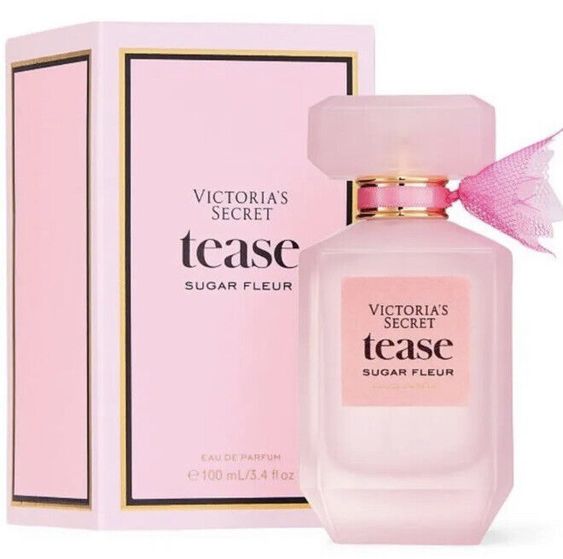 VICTORIA'S
SECRET
tease
SUGAR FLEUR
EAU DE PARFUM
℮100 mL/3.4 fl oz
VICTORIA'S
SECRET
tease
SUGAR FLEUR